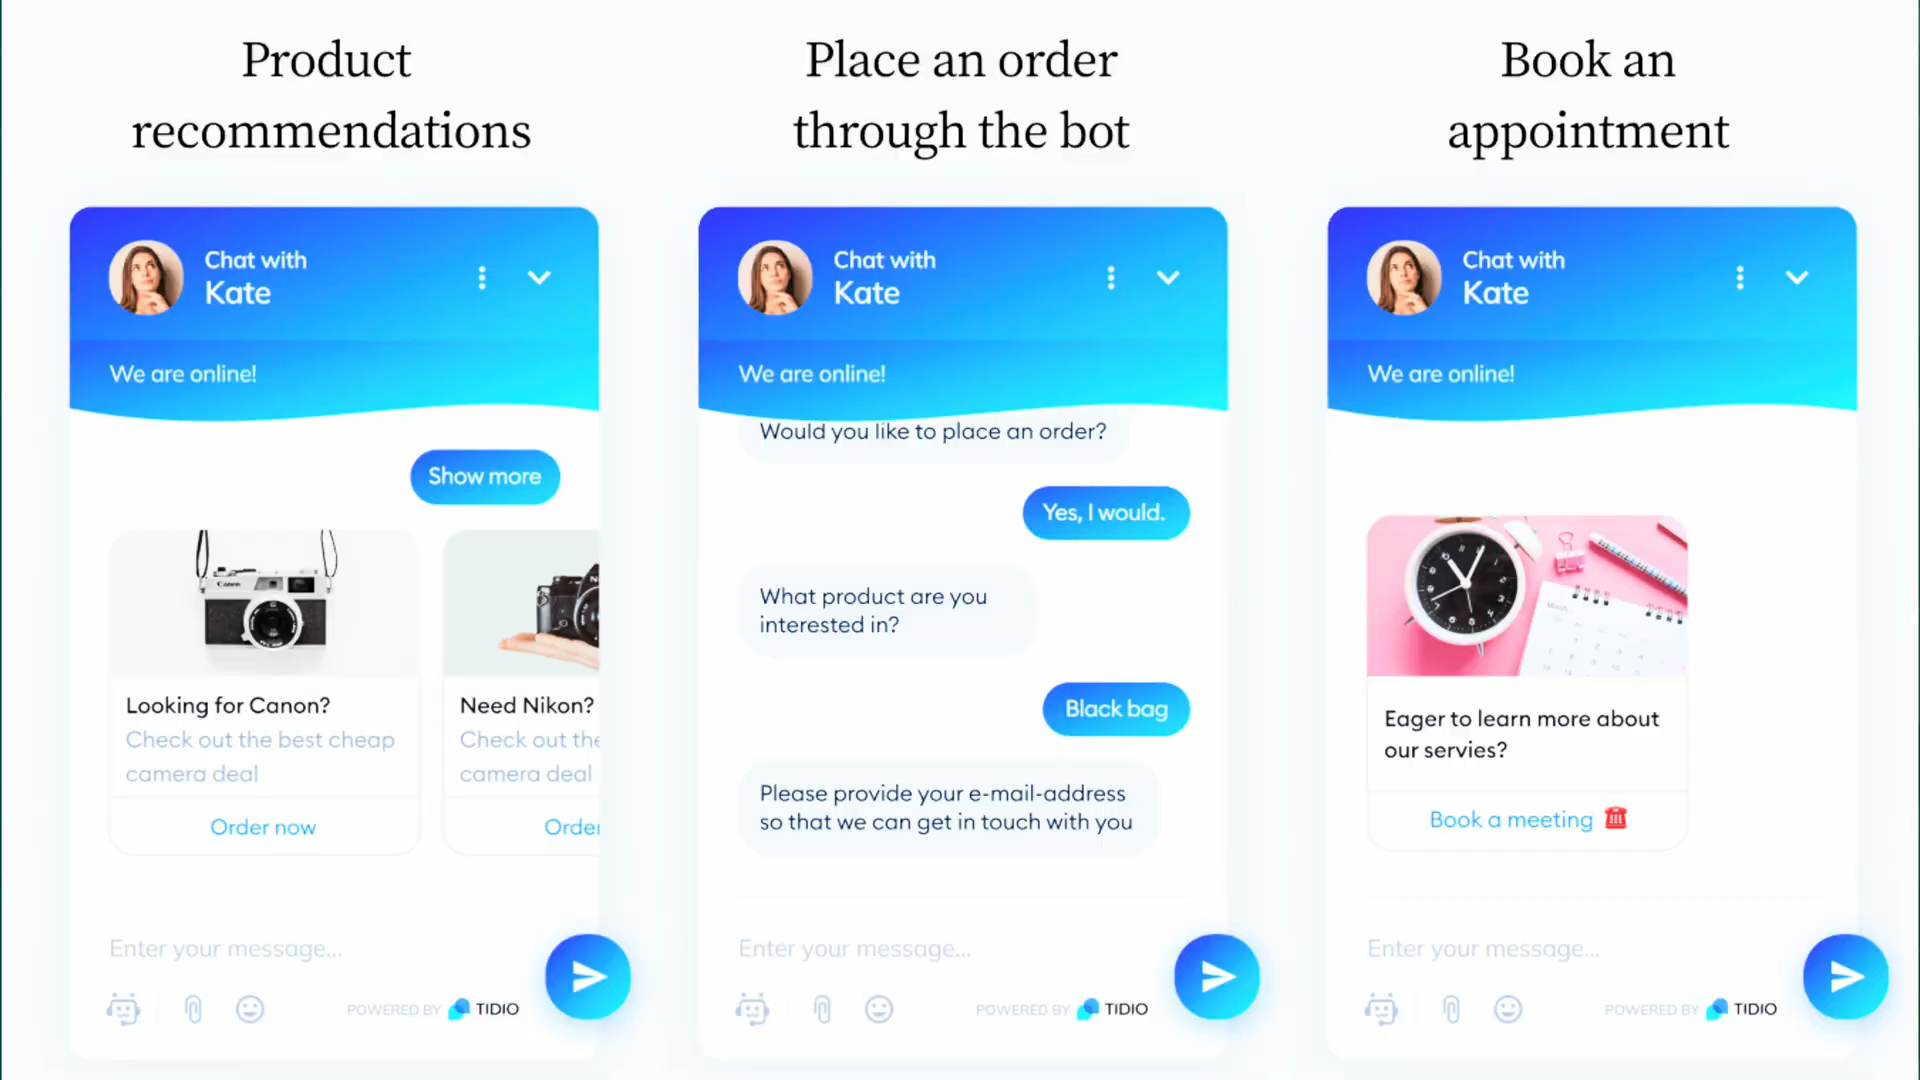 Product
recommendations
Chat with
Kate
We are online!
Show more
Canon
Looking for Canon?
Check out the best cheap
camera deal
Order now
Need Nikon?
Check out the
camera deal
Order
Enter your message...
POWERED BY TIDIO
Place an order
through the bot
Chat with
Kate
We are online!
Would you like to place an order?
Yes, I would.
What product are you
interested in?
Black bag
Please provide your e-mail-address
so that we can get in touch with you
Enter your message...
POWERED BY TIDIO
Book an
appointment
Chat with
Kate
We are online!
March
Eager to learn more about
our servies?
Book a meeting
Enter your message...
POWERED BY TIDIO